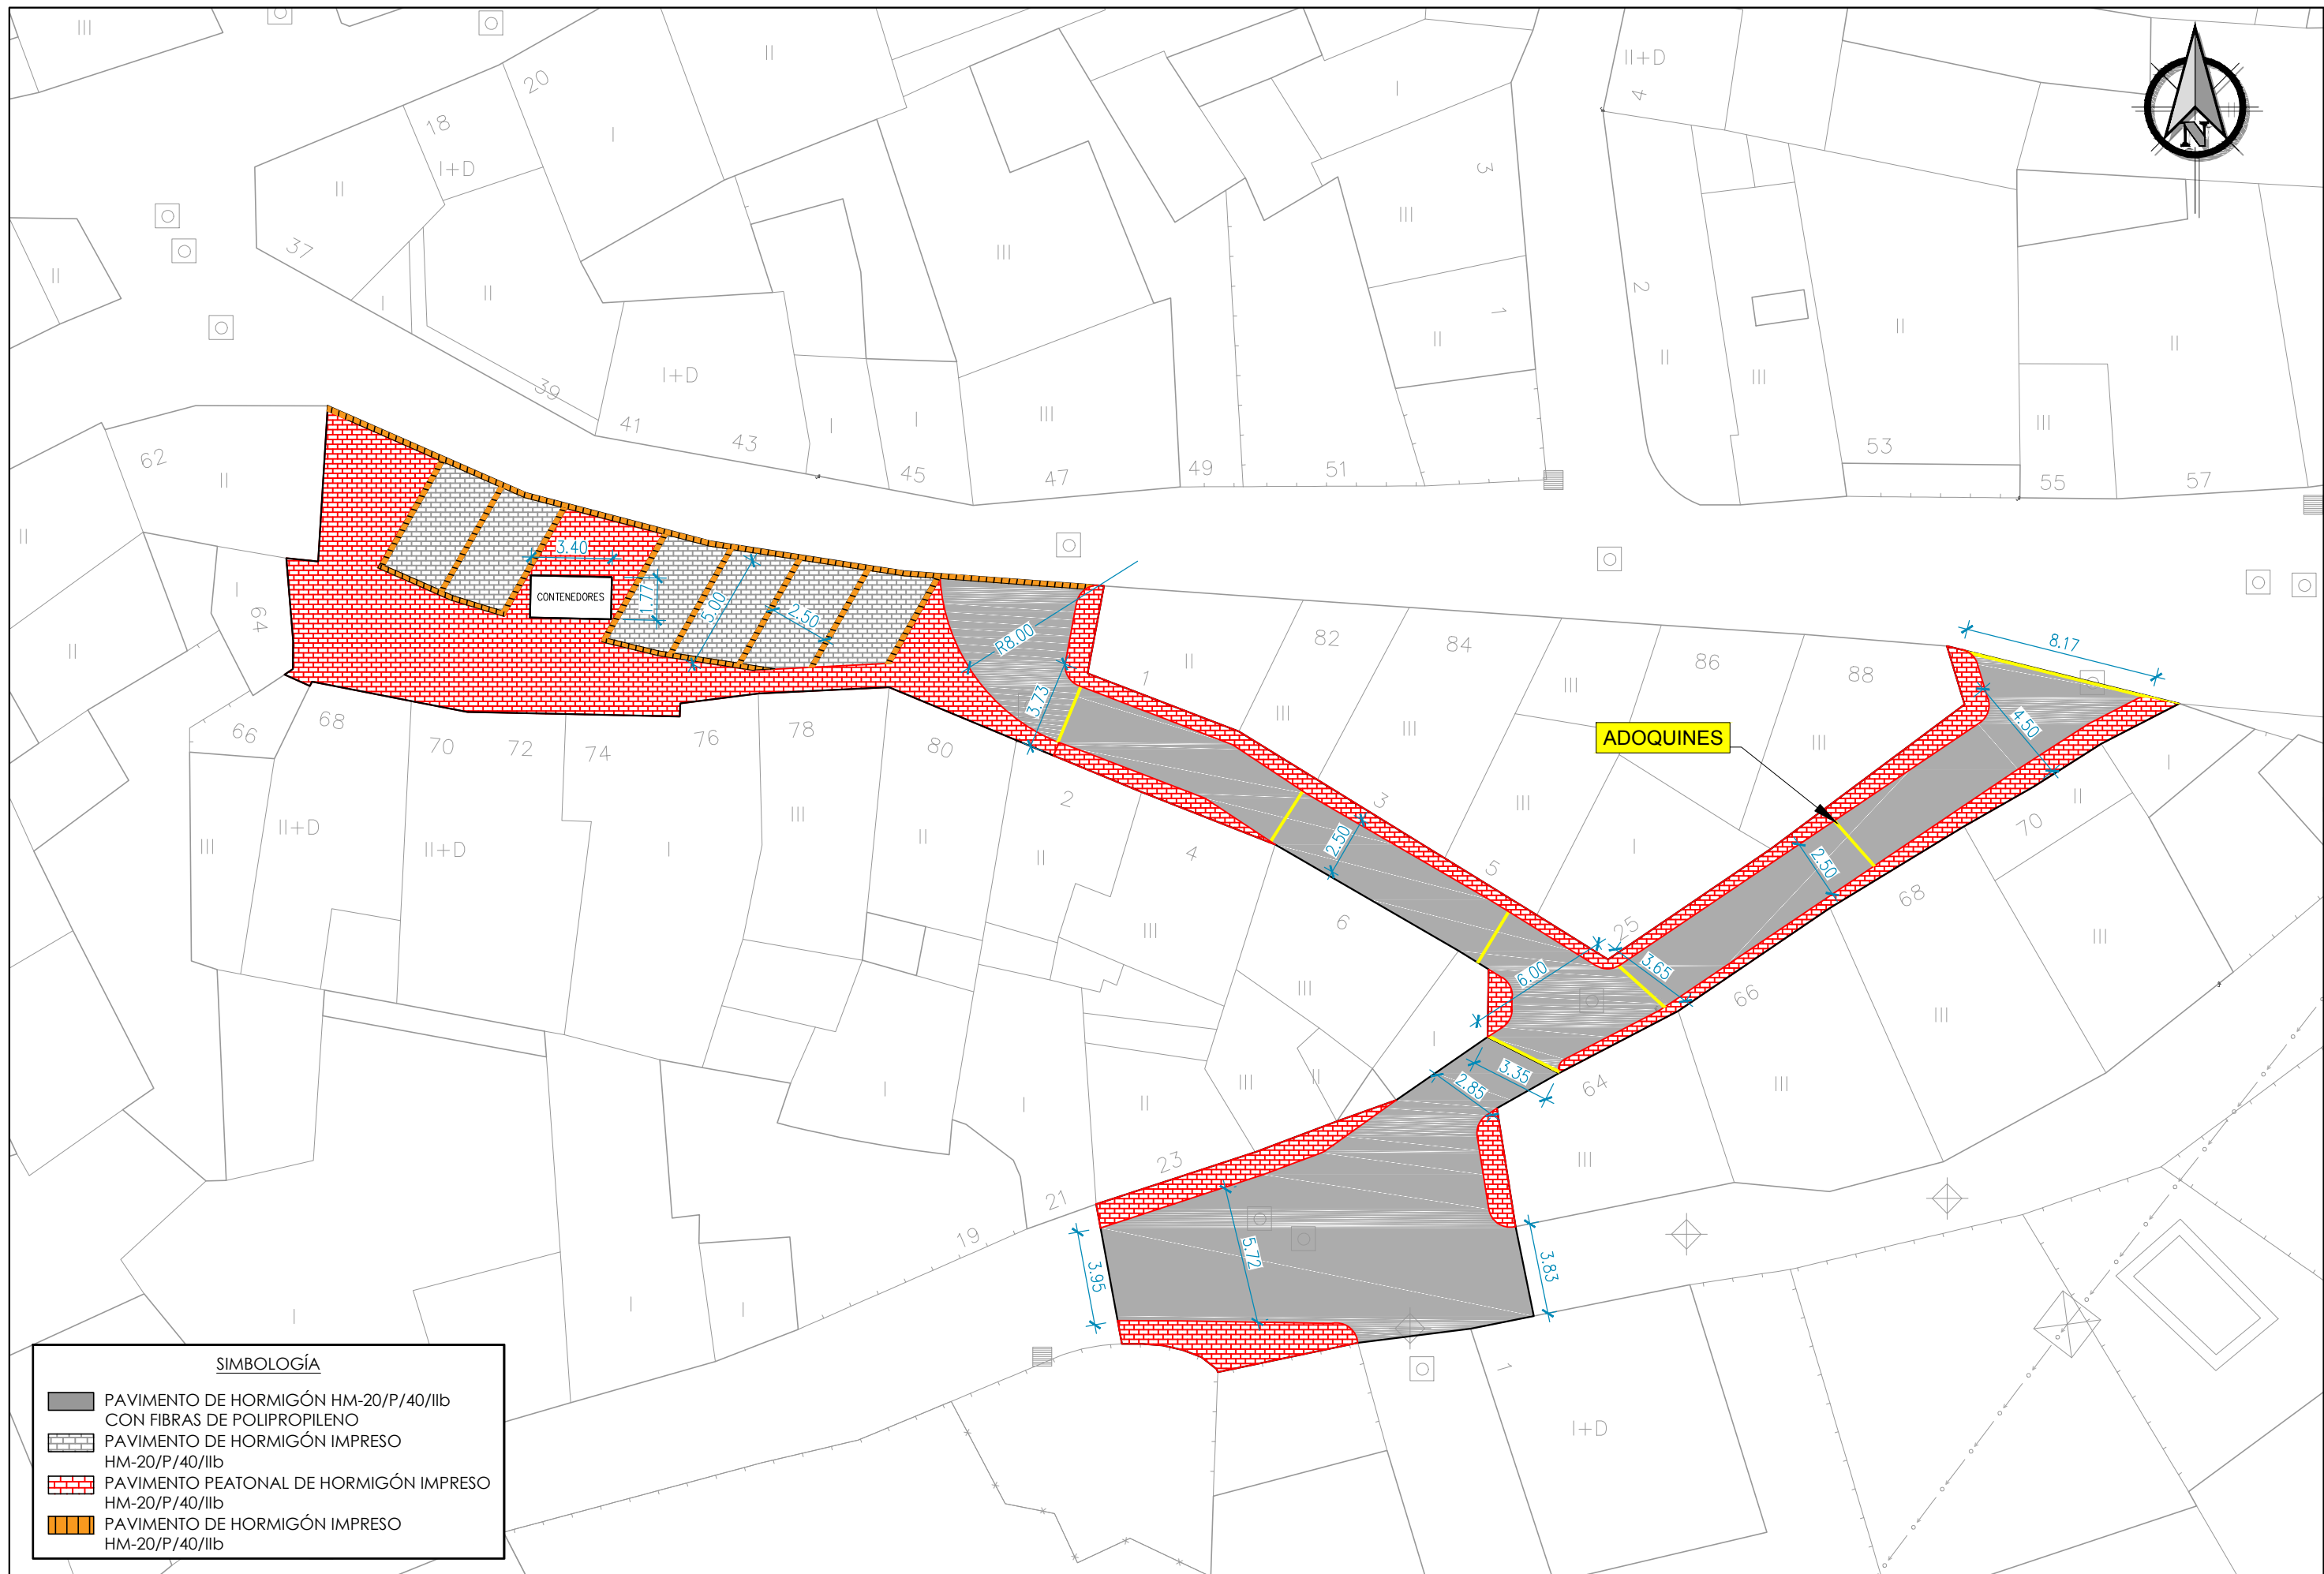 III
II
II+D
4
N
20
18
I
I+D
I
3
III
II
III
37
2
1
II
I
II
II
II
II
III
II
I+D
39
III
III
41
43
I
I
45
47
49
51
53
55
57
62
II
II
3.40
CONTENEDORES
1.77
5.00
2.50
I
64
II
R8.00
3.73
1
II
82
84
86
88
8.17
4.50
66
68
70
72
74
76
78
80
III
III
III
III
ADOQUINES
I
II
2
3
2.50
III
I
2.50
70
II+D
III
II+D
I
III
II
II
4
5
68
6
25
III
III
6.00
3.65
66
III
III
I
3.35
2.85
64
III
I
I
II
III
II
III
23
21
19
5.72
3.95
3.83
I
I
I
1
I+D
SIMBOLOGÍA
PAVIMENTO DE HORMIGÓN HM-20/P/40/IIb
CON FIBRAS DE POLIPROPILENO
PAVIMENTO DE HORMIGÓN IMPRESO
HM-20/P/40/IIb
PAVIMENTO PEATONAL DE HORMIGÓN IMPRESO
HM-20/P/40/IIb
PAVIMENTO DE HORMIGÓN IMPRESO
HM-20/P/40/IIb